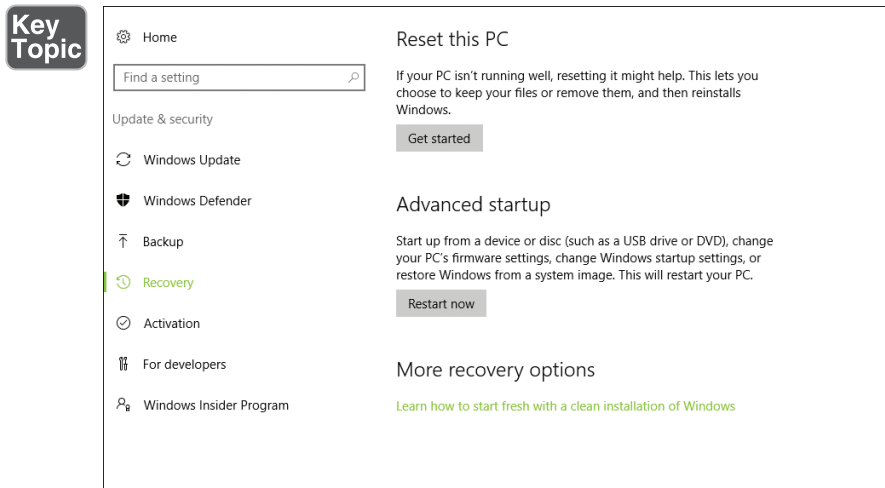 Key
Topic
Home
Find a setting
Update & security
Windows Update
Windows Defender
Backup
Recovery
Activation
For developers
Windows Insider Program
Reset this PC
If your PC isn't running well, resetting it might help. This lets you
choose to keep your files or remove them, and then reinstalls
Windows.
Get started
Advanced startup
Start up from a device or disc (such as a USB drive or DVD), change
your PC's firmware settings, change Windows startup settings, or
restore Windows from a system image. This will restart your PC.
Restart now
More recovery options
Learn how to start fresh with a clean installation of Windows